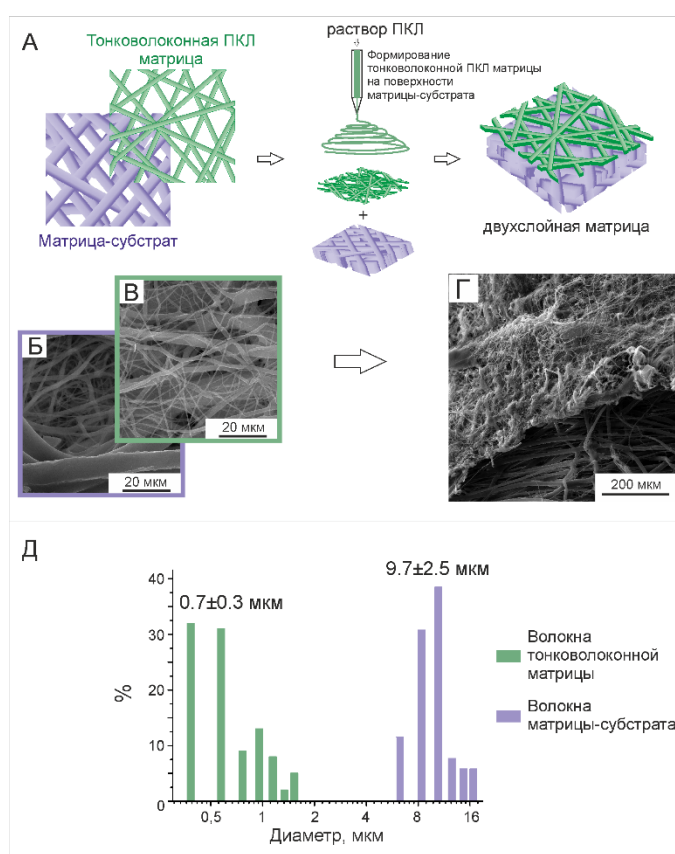 А
Тонковолоконная ПКЛ
матрица
Матрица-субстрат
раствор ПКЛ
Формирование
тонковолоконной ПКЛ матрицы
на поверхности
матрицы-субстрата
+
двухслойная матрица
Б
20 мкм
В
20 мкм
Г
200 мкм
Д
%
40
30
20
10
0
0.7±0.3 мкм
9.7±2.5 мкм
0,5
1
2
4
8
16
Диаметр, мкм
Волокна
тонковолоконной
матрицы
Волокна
матрицы-субстрата